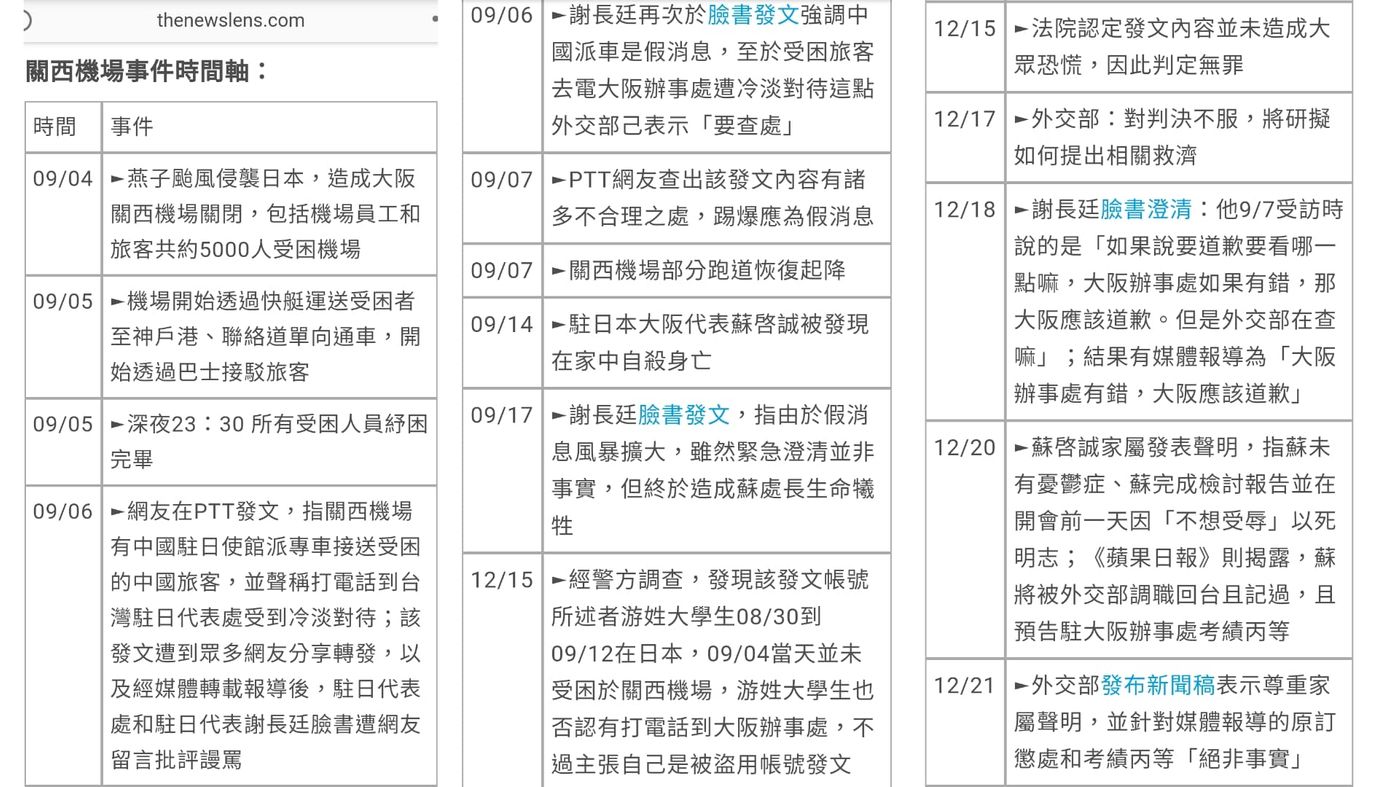 thenewslens.com
關西機場事件時間軸：
時間
事件
09/04
►燕子颱風侵襲日本，造成大阪
關西機場關閉，包括機場員工和
旅客共約5000人受困機場
09/05
►機場開始透過快艇運送受困者
至神戶港、聯絡道單向通車，開
始透過巴士接駁旅客
09/05
►深夜23：30 所有受困人員紓困
完畢
09/06
►網友在PTT發文，指關西機場
有中國駐日使館派專車接送受困
的中國旅客，並聲稱打電話到台
灣駐日代表處受到冷淡對待；該
發文遭到眾多網友分享轉發，以
及經媒體轉載報導後，駐日代表
處和駐日代表謝長廷臉書遭網友
留言批評謾罵
09/06
►謝長廷再次於臉書發文強調中
國派車是假消息，至於受困旅客
去電大阪辦事處遭冷淡對待這點
外交部己表示「要查處」
09/07
►PTT網友查出該發文內容有諸
多不合理之處，踢爆應為假消息
09/07
►關西機場部分跑道恢復起降
09/14
►駐日本大阪代表蘇啓誠被發現
在家中自殺身亡
09/17
►謝長廷臉書發文，指由於假消
息風暴擴大，雖然緊急澄清並非
事實，但終於造成蘇處長生命犧
牲
12/15
►經警方調查，發現該發文帳號
所述者游姓大學生08/30到
09/12在日本，09/04當天並未
受困於關西機場，游姓大學生也
否認有打電話到大阪辦事處，不
過主張自己是被盜用帳號發文
12/15
►法院認定發文內容並未造成大
眾恐慌，因此判定無罪
12/17
►外交部：對判決不服，將研擬
如何提出相關救濟
12/18
►謝長廷臉書澄清：他9/7受訪時
說的是「如果說要道歉要看哪一
點嘛，大阪辦事處如果有錯，那
大阪應該道歉。但是外交部在查
嘛」；結果有媒體報導為「大阪
辦事處有錯，大阪應該道歉」
12/20
►蘇啓誠家屬發表聲明，指蘇未
有憂鬱症、蘇完成檢討報告並在
開會前一天因「不想受辱」以死
明志；《蘋果日報》則揭露，蘇
將被外交部調職回台且記過，且
預告駐大阪辦事處考績丙等
12/21
►外交部發布新聞稿表示尊重家
屬聲明，並針對媒體報導的原訂
懲處和考績丙等「絕非事實」